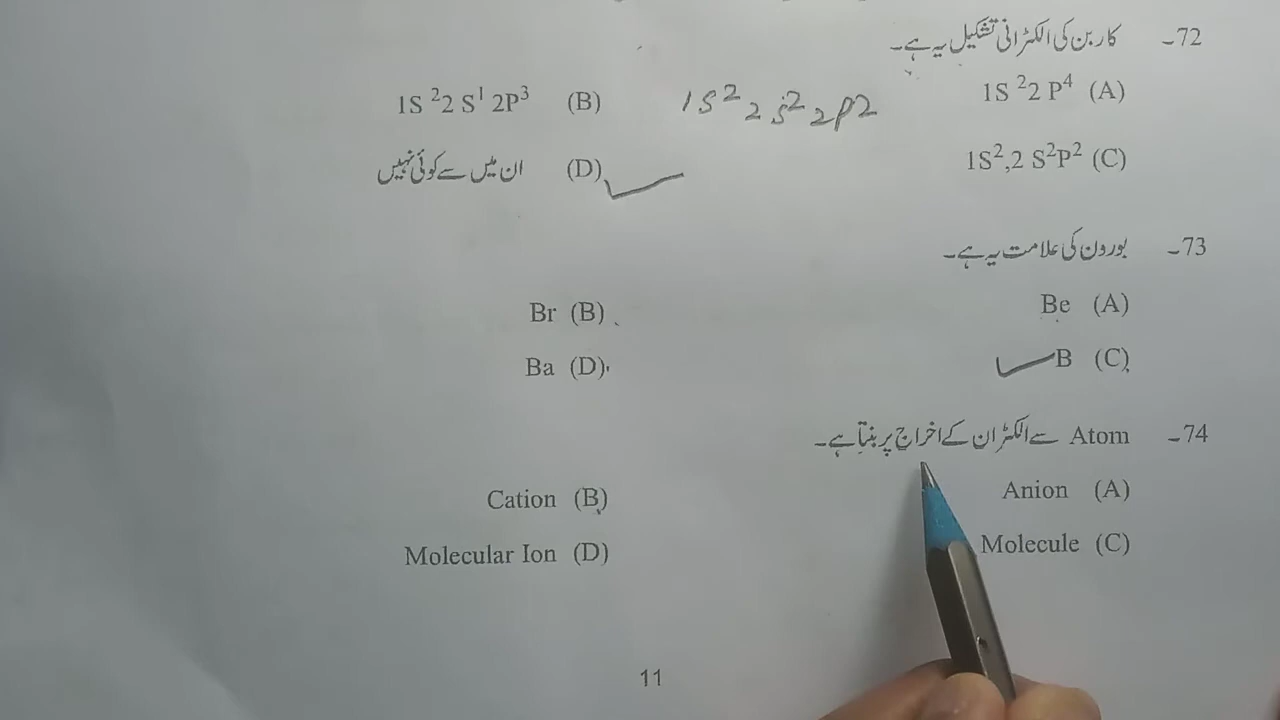 72۔ کاربن کی الکٹرانی تشکیل یہ ہے۔
(A) 1S ²2 P⁴ (B) 1S ²2 S¹ 2P³
1S² 2S² 2P2
(C) 1S²,2 S²P² (D) ان میں سے کوئی نہیں
73۔ بورون کی علامت یہ ہے۔
(A) Be (B) Br
(C) B (D) Ba
74۔ Atom سے الکٹران کے اخراج پر بنتا ہے۔
(A) Anion (B) Cation
(C) Molecule (D) Molecular Ion
11